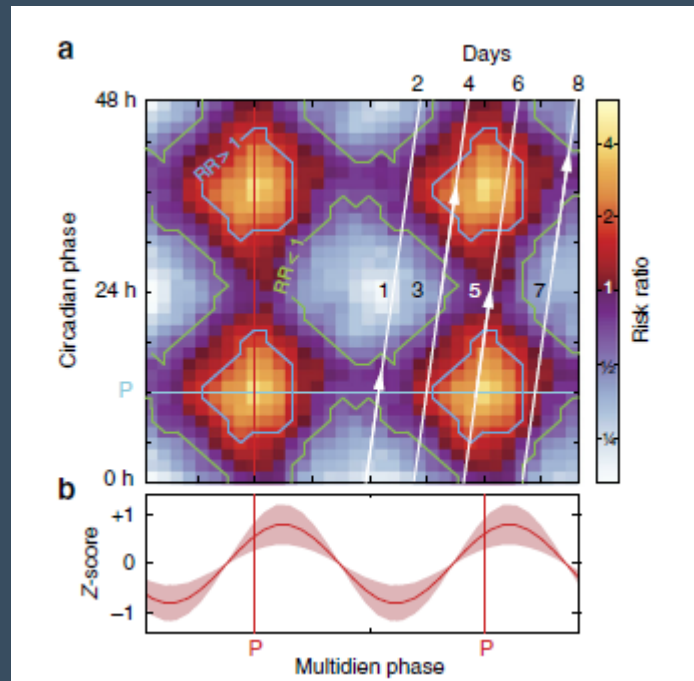 a
Days
2 4 6 8
48 h
RR > 1
4
2
RR < 1
Circadian phase
24 h
1 3 5 7
1
Risk ratio
½
P
¼
0 h
b
+1
Z-score
0
−1
P P
Multidien phase